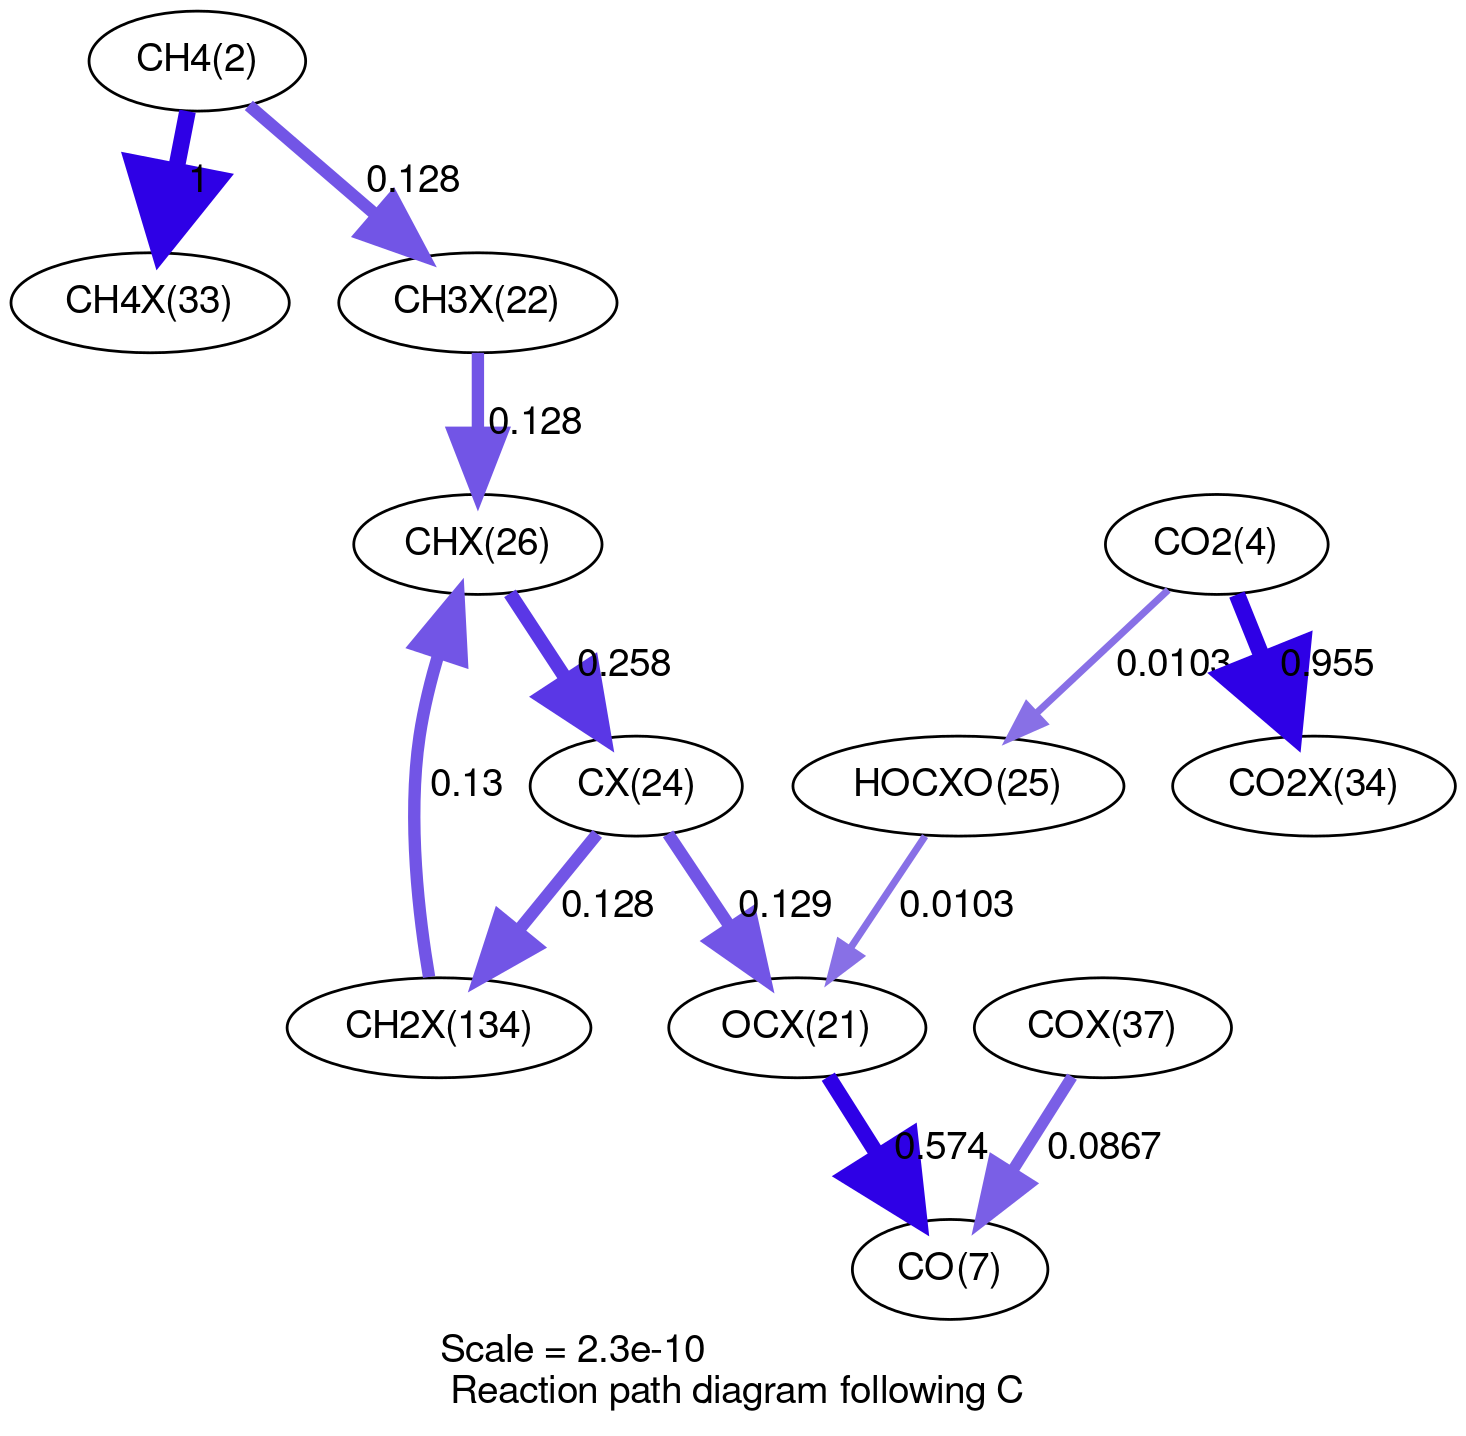 CH4(2)
1
0.128
CH4X(33)
CH3X(22)
0.128
CHX(26)
CO2(4)
0.258
0.0103
0.955
0.13
CX(24)
HOCXO(25)
CO2X(34)
0.128
0.129
0.0103
CH2X(134)
OCX(21)
COX(37)
0.574
0.0867
CO(7)
Scale = 2.3e-10
Reaction path diagram following C